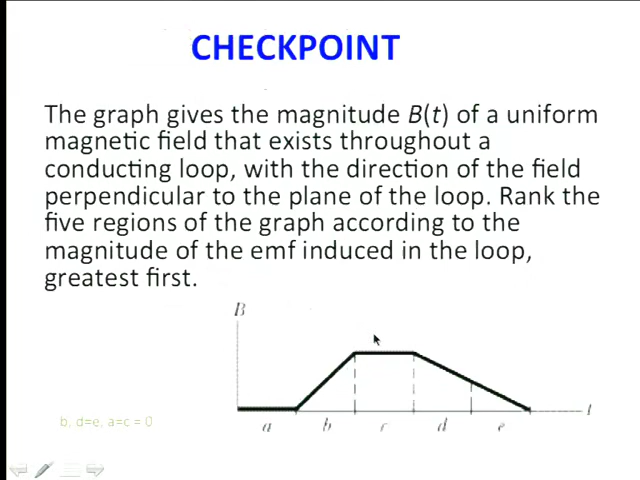 CHECKPOINT
The graph gives the magnitude B(t) of a uniform
magnetic field that exists throughout a
conducting loop, with the direction of the field
perpendicular to the plane of the loop. Rank the
five regions of the graph according to the
magnitude of the emf induced in the loop,
greatest first.
B
t
a b c d e
b, d=e, a=c = 0